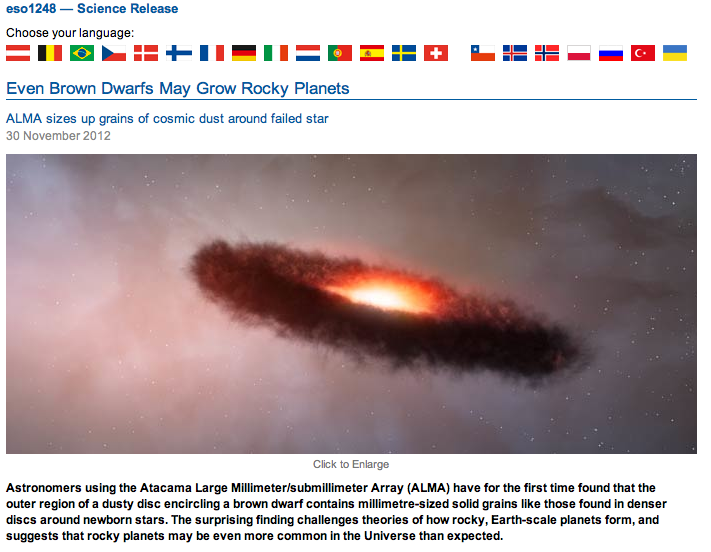 eso1248 — Science Release
Choose your language:
Even Brown Dwarfs May Grow Rocky Planets
ALMA sizes up grains of cosmic dust around failed star
30 November 2012
Click to Enlarge
Astronomers using the Atacama Large Millimeter/submillimeter Array (ALMA) have for the first time found that the
outer region of a dusty disc encircling a brown dwarf contains millimetre-sized solid grains like those found in denser
discs around newborn stars. The surprising finding challenges theories of how rocky, Earth-scale planets form, and
suggests that rocky planets may be even more common in the Universe than expected.